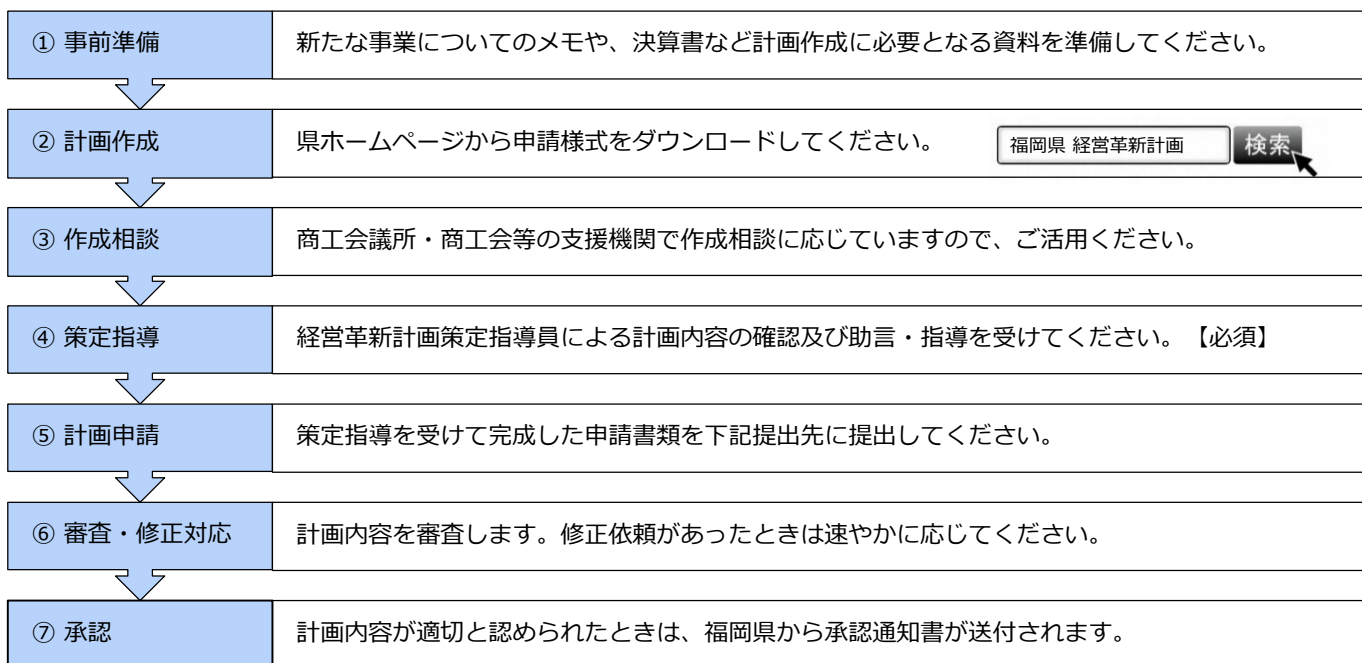 ① 事前準備
新たな事業についてのメモや、決算書など計画作成に必要となる資料を準備してください。
② 計画作成
県ホームページから申請様式をダウンロードしてください。
福岡県 経営革新計画
検索
③ 作成相談
商工会議所・商工会等の支援機関で作成相談に応じていますので、ご活用ください。
④ 策定指導
経営革新計画策定指導員による計画内容の確認及び助言・指導を受けてください。【必須】
⑤ 計画申請
策定指導を受けて完成した申請書類を下記提出先に提出してください。
⑥ 審査・修正対応
計画内容を審査します。修正依頼があったときは速やかに応じてください。
⑦ 承認
計画内容が適切と認められたときは、福岡県から承認通知書が送付されます。